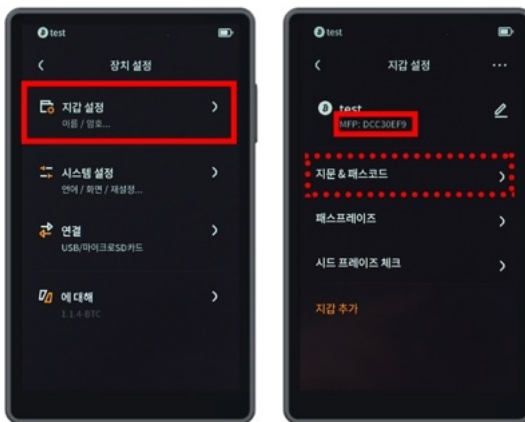 test
장치 설정
지갑 설정
이름 / 암호...
시스템 설정
언어 / 화면 / 재설정...
연결
USB/마이크로SD카드
에 대해
1.1.4-BTC
test
지갑 설정
...
test
MFP: DCC30EF9
지문 & 패스코드
패스프레이즈
시드 프레이즈 체크
지갑 추가